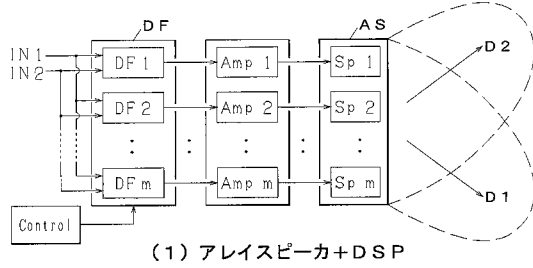 DF
AS
IN1
IN2
DF1
Amp 1
Sp 1
D2
DF2
Amp 2
Sp 2
DFm
Amp m
Sp m
D1
Control
(1)アレイスピーカ+DSP